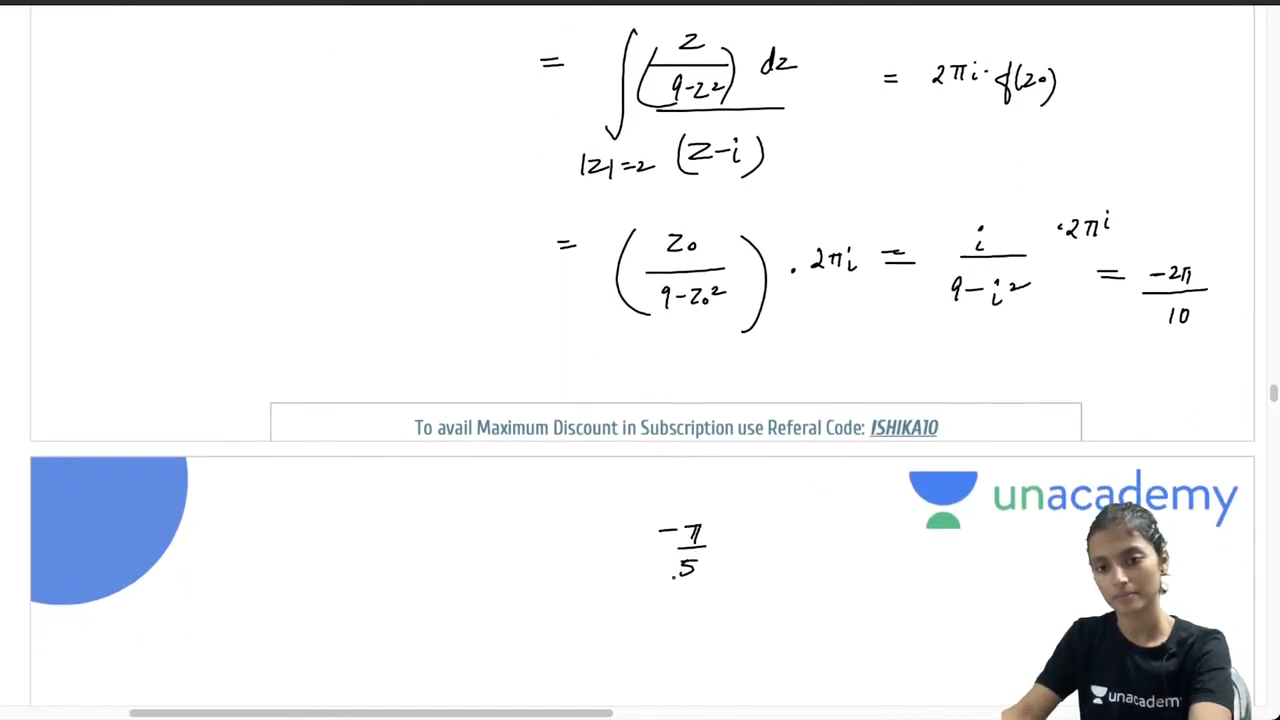 = ∫|z|=2 (z/(9-z²)) dz / (z-i) = 2πi·f(z₀)
= (z₀/(9-z₀²)) . 2πi = i/(9-i²) ·2πi = -2π/10
To avail Maximum Discount in Subscription use Referal Code: ISHIKA10
unacademy
-π/5
unacademy